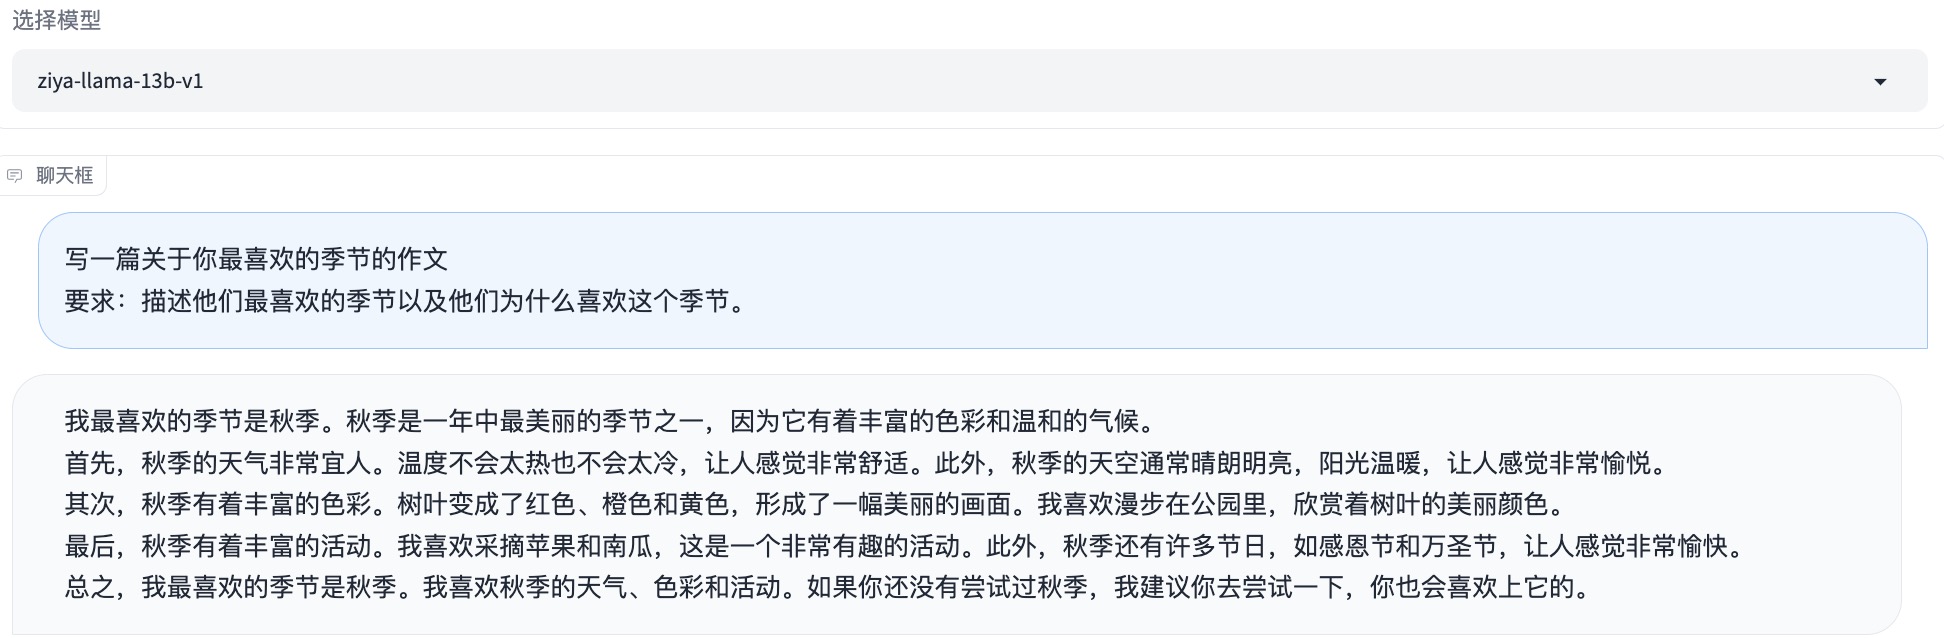 选择模型
ziya-llama-13b-v1
聊天框
写一篇关于你最喜欢的季节的作文
要求：描述他们最喜欢的季节以及他们为什么喜欢这个季节。
我最喜欢的季节是秋季。秋季是一年中最美丽的季节之一，因为它有着丰富的色彩和温和的气候。
首先，秋季的天气非常宜人。温度不会太热也不会太冷，让人感觉非常舒适。此外，秋季的天空通常晴朗明亮，阳光温暖，让人感觉非常愉悦。
其次，秋季有着丰富的色彩。树叶变成了红色、橙色和黄色，形成了一幅美丽的画面。我喜欢漫步在公园里，欣赏着树叶的美丽颜色。
最后，秋季有着丰富的活动。我喜欢采摘苹果和南瓜，这是一个非常有趣的活动。此外，秋季还有许多节日，如感恩节和万圣节，让人感觉非常愉快。
总之，我最喜欢的季节是秋季。我喜欢秋季的天气、色彩和活动。如果你还没有尝试过秋季，我建议你去尝试一下，你也会喜欢上它的。